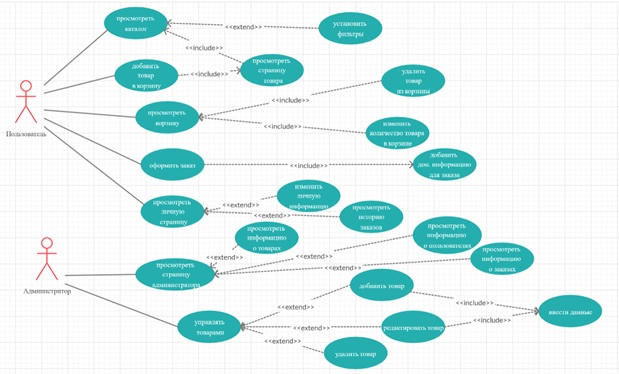 просмотреть
каталог
<<extend>>
установить
фильтры
<<include>>
добавить
товар
в корзину
<<include>>
просмотреть
страницу
товара
Пользователь
просмотреть
корзину
<<include>>
удалить
товар
из корзины
<<include>>
изменить
количество товара
в корзине
оформить заказ
<<include>>
добавить
доп. информацию
для заказа
просмотреть
личную
страницу
<<extend>>
изменить
личную
информацию
<<extend>>
просмотреть
историю
заказов
просмотреть
информацию
о товарах
<<extend>>
Администратор
просмотреть
страницу
администратора
<<extend>>
просмотреть
информацию
о пользователях
<<extend>>
просмотреть
информацию
о заказах
управлять
товарами
<<extend>>
добавить товар
<<include>>
<<extend>>
редактировать товар
<<include>>
ввести данные
<<extend>>
удалить товар